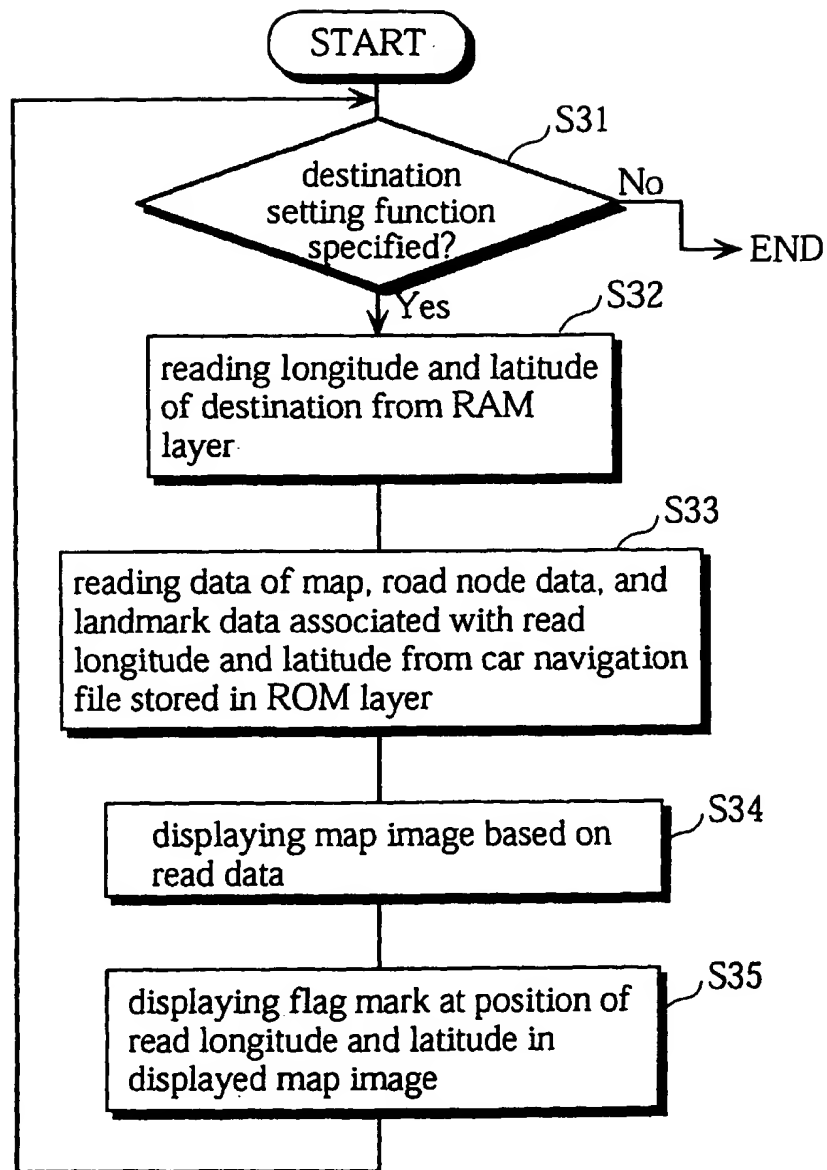 START
S31
destination
setting function
specified?
No
END
Yes
S32
reading longitude and latitude
of destination from RAM
layer
S33
reading data of map, road node data, and
landmark data associated with read
longitude and latitude from car navigation
file stored in ROM layer
S34
displaying map image based on
read data
S35
displaying flag mark at position of
read longitude and latitude in
displayed map image